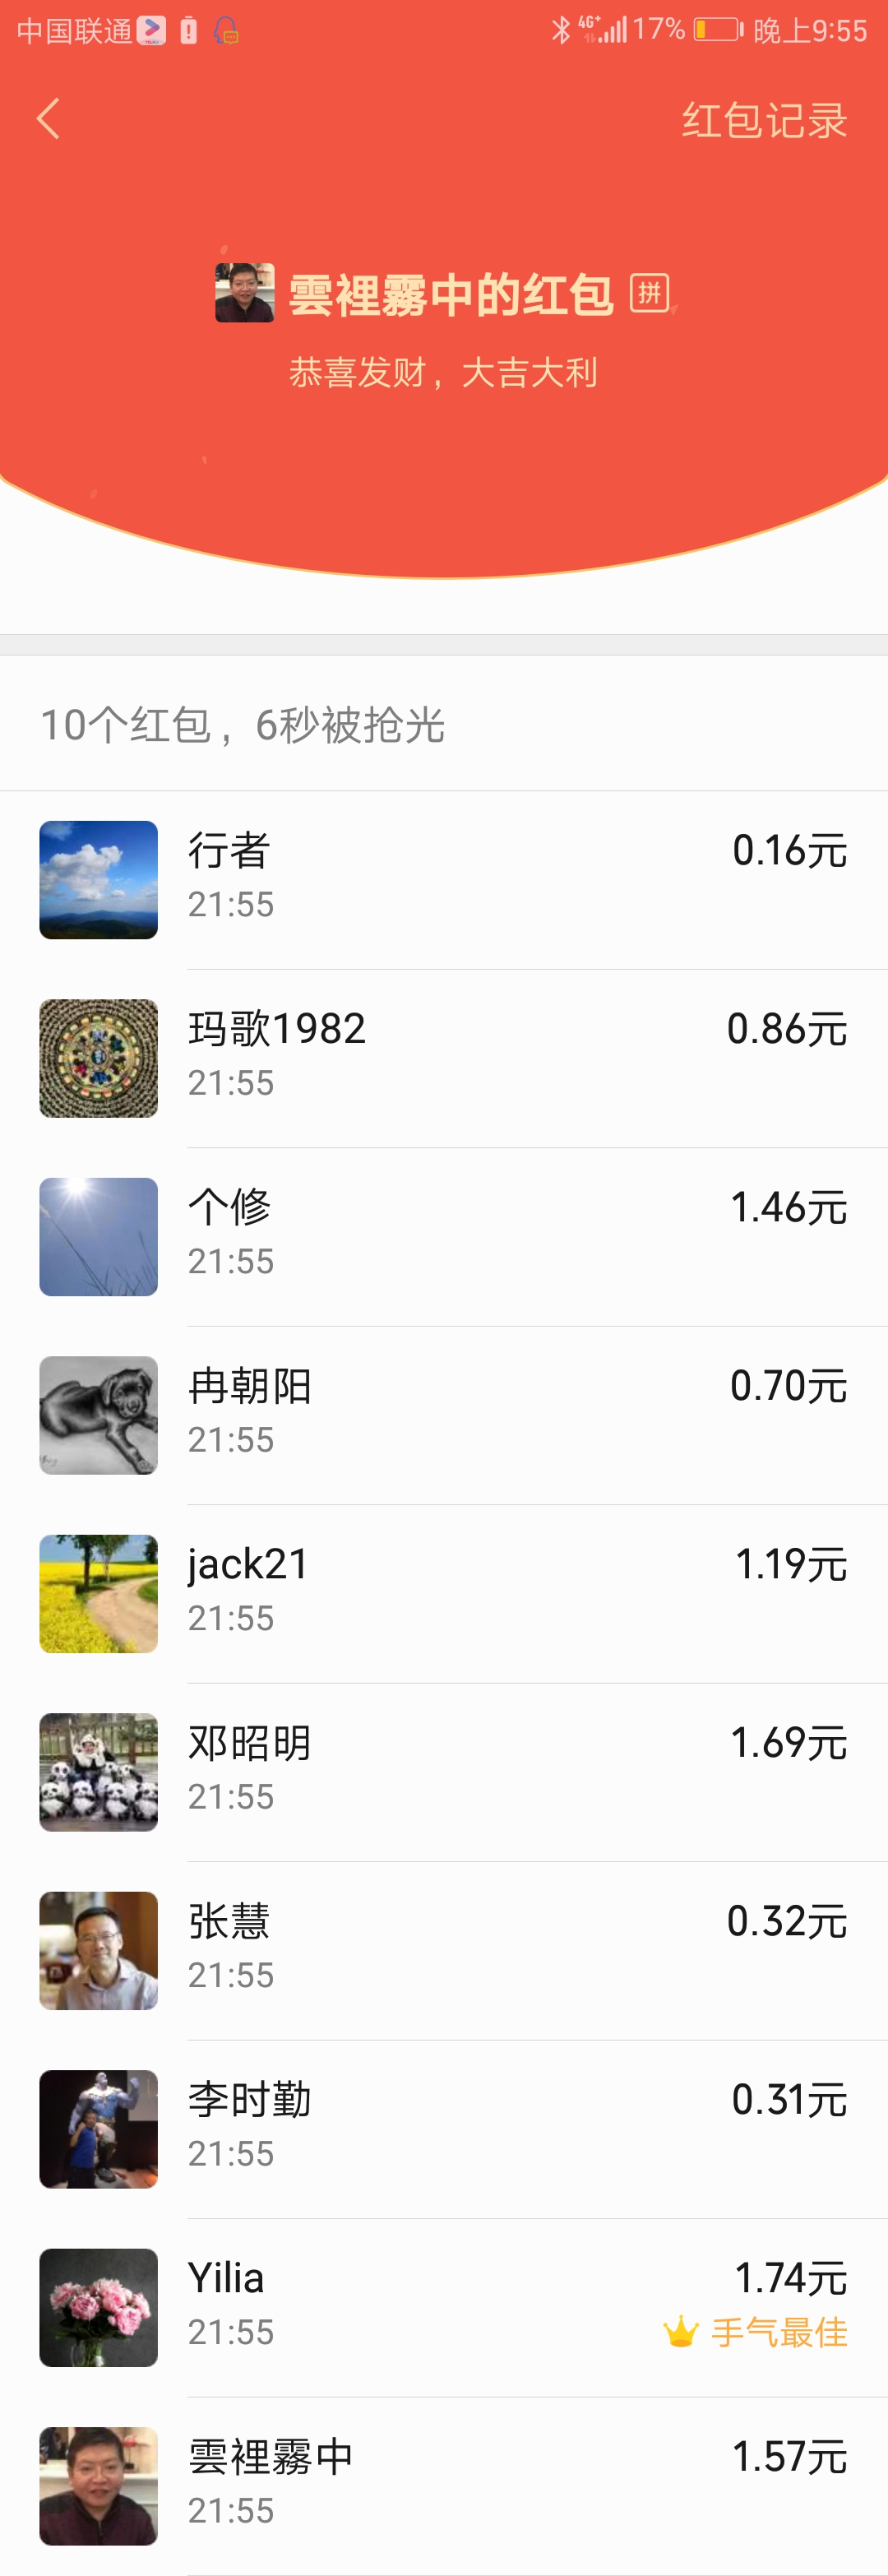 中国联通 4G+ 17% 晚上9:55
红包记录
雲裡霧中的红包 拼
恭喜发财，大吉大利
10个红包，6秒被抢光
行者 0.16元
21:55
玛歌1982 0.86元
21:55
个修 1.46元
21:55
冉朝阳 0.70元
21:55
jack21 1.19元
21:55
邓昭明 1.69元
21:55
张慧 0.32元
21:55
李时勤 0.31元
21:55
Yilia 1.74元
21:55 手气最佳
雲裡霧中 1.57元
21:55